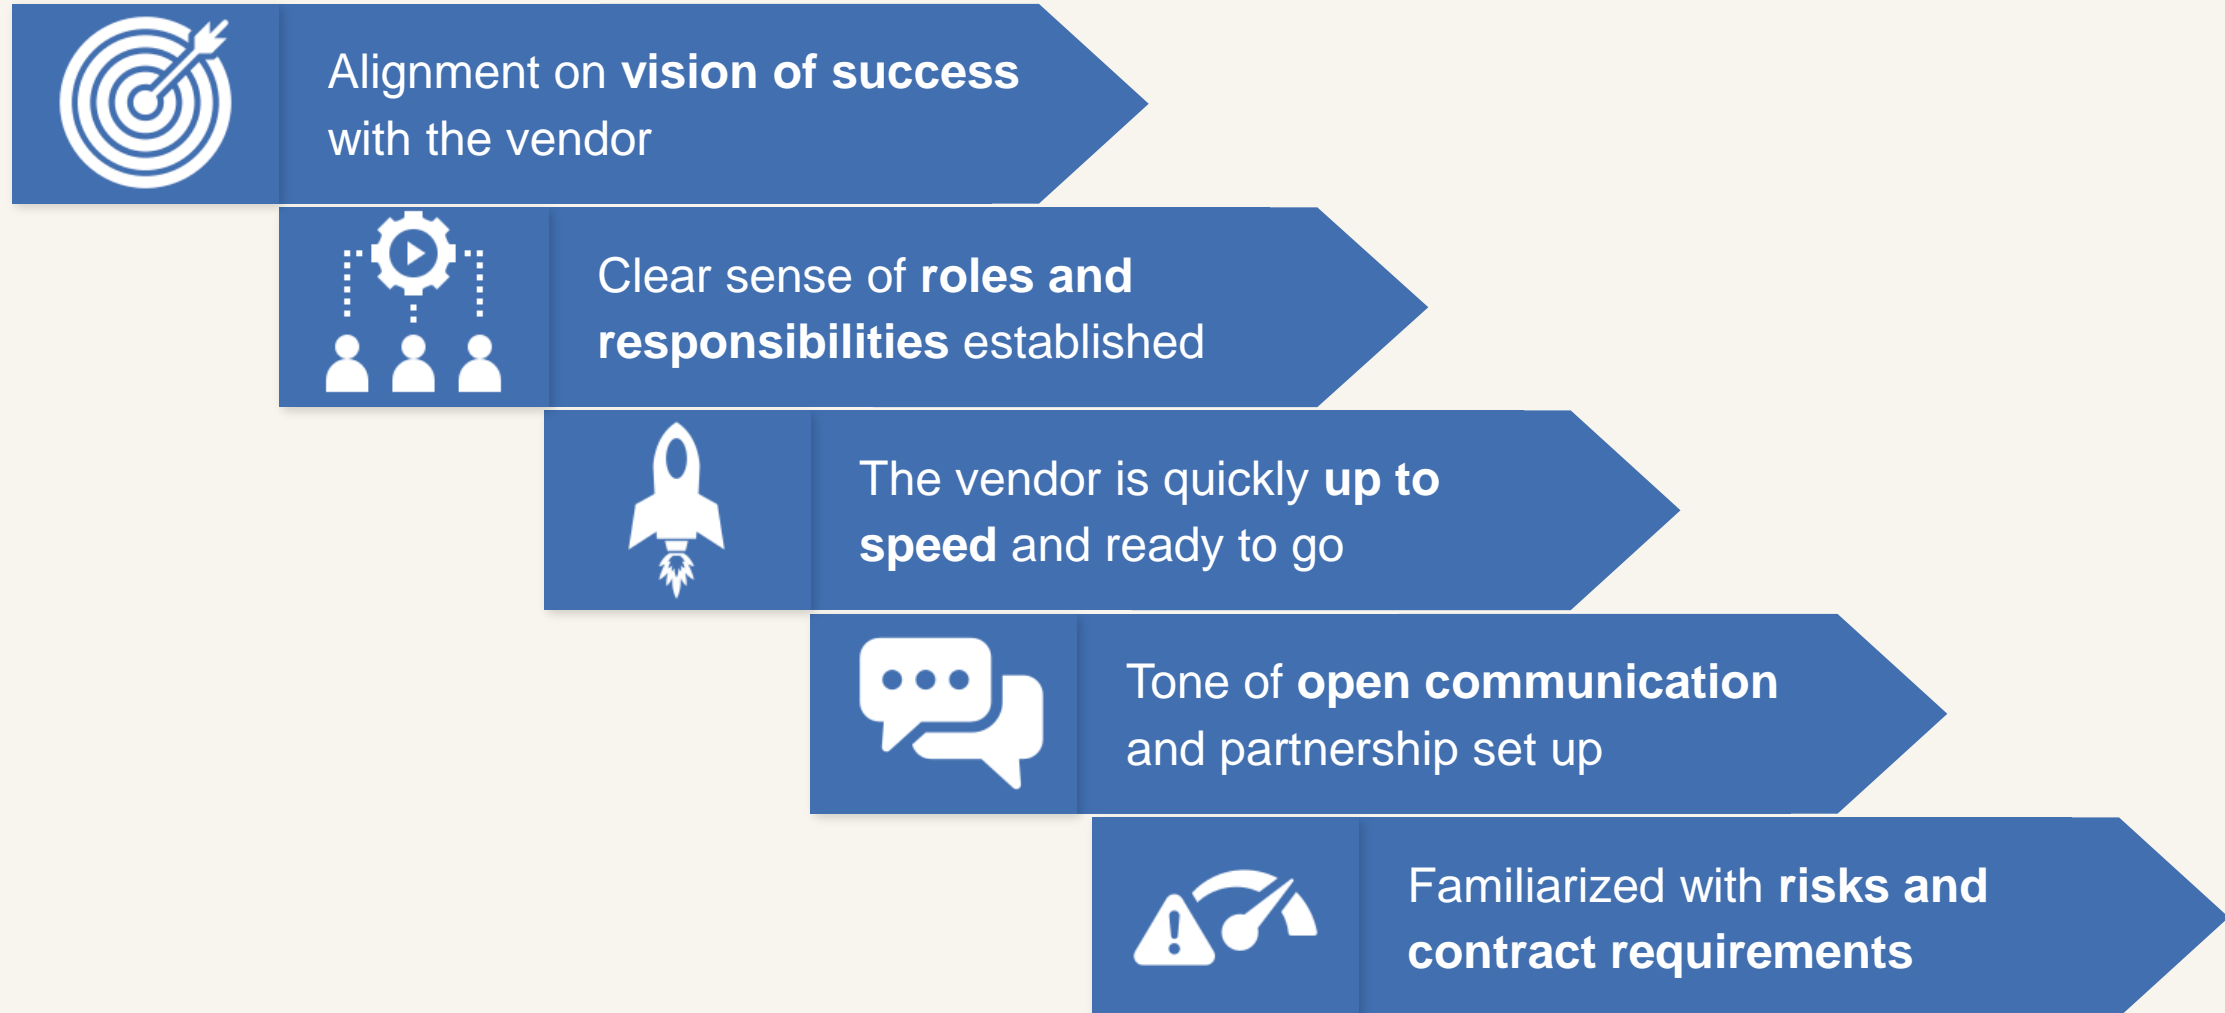 Alignment on vision of success
with the vendor
Clear sense of roles and
responsibilities established
The vendor is quickly up to
speed and ready to go
Tone of open communication
and partnership set up
Familiarized with risks and
contract requirements